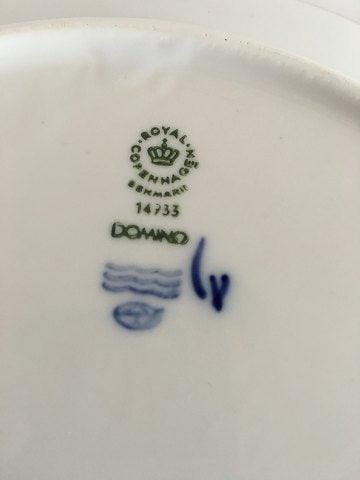 ROYAL
COPENHAGEN
DENMARK
14933
DOMINO